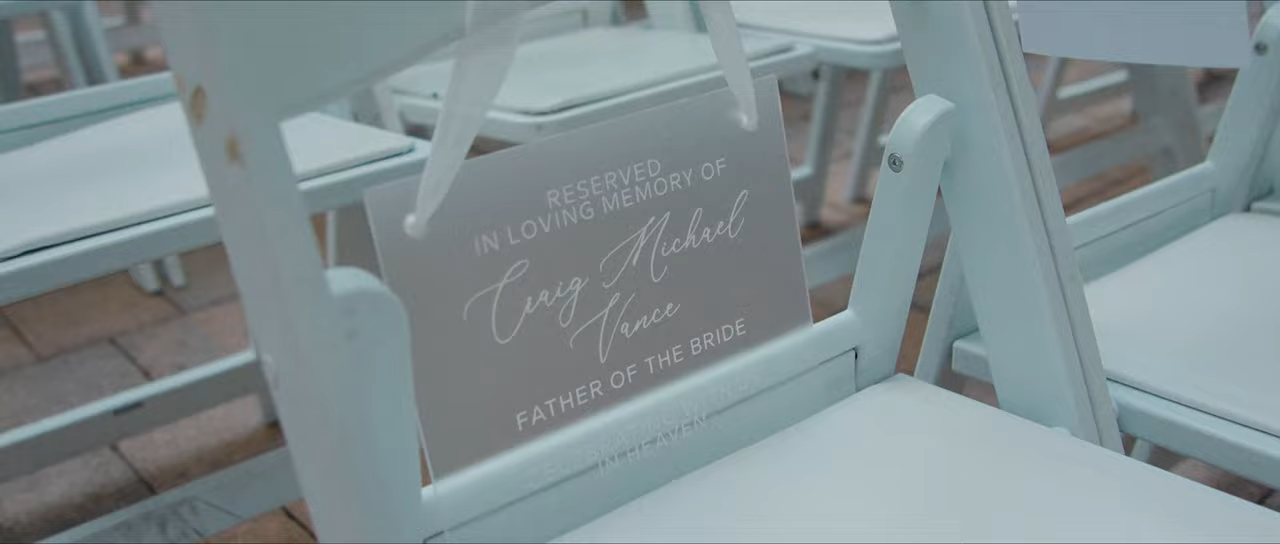 RESERVED
IN LOVING MEMORY OF
Craig Michael
Vance
FATHER OF THE BRIDE
IN HEAVEN